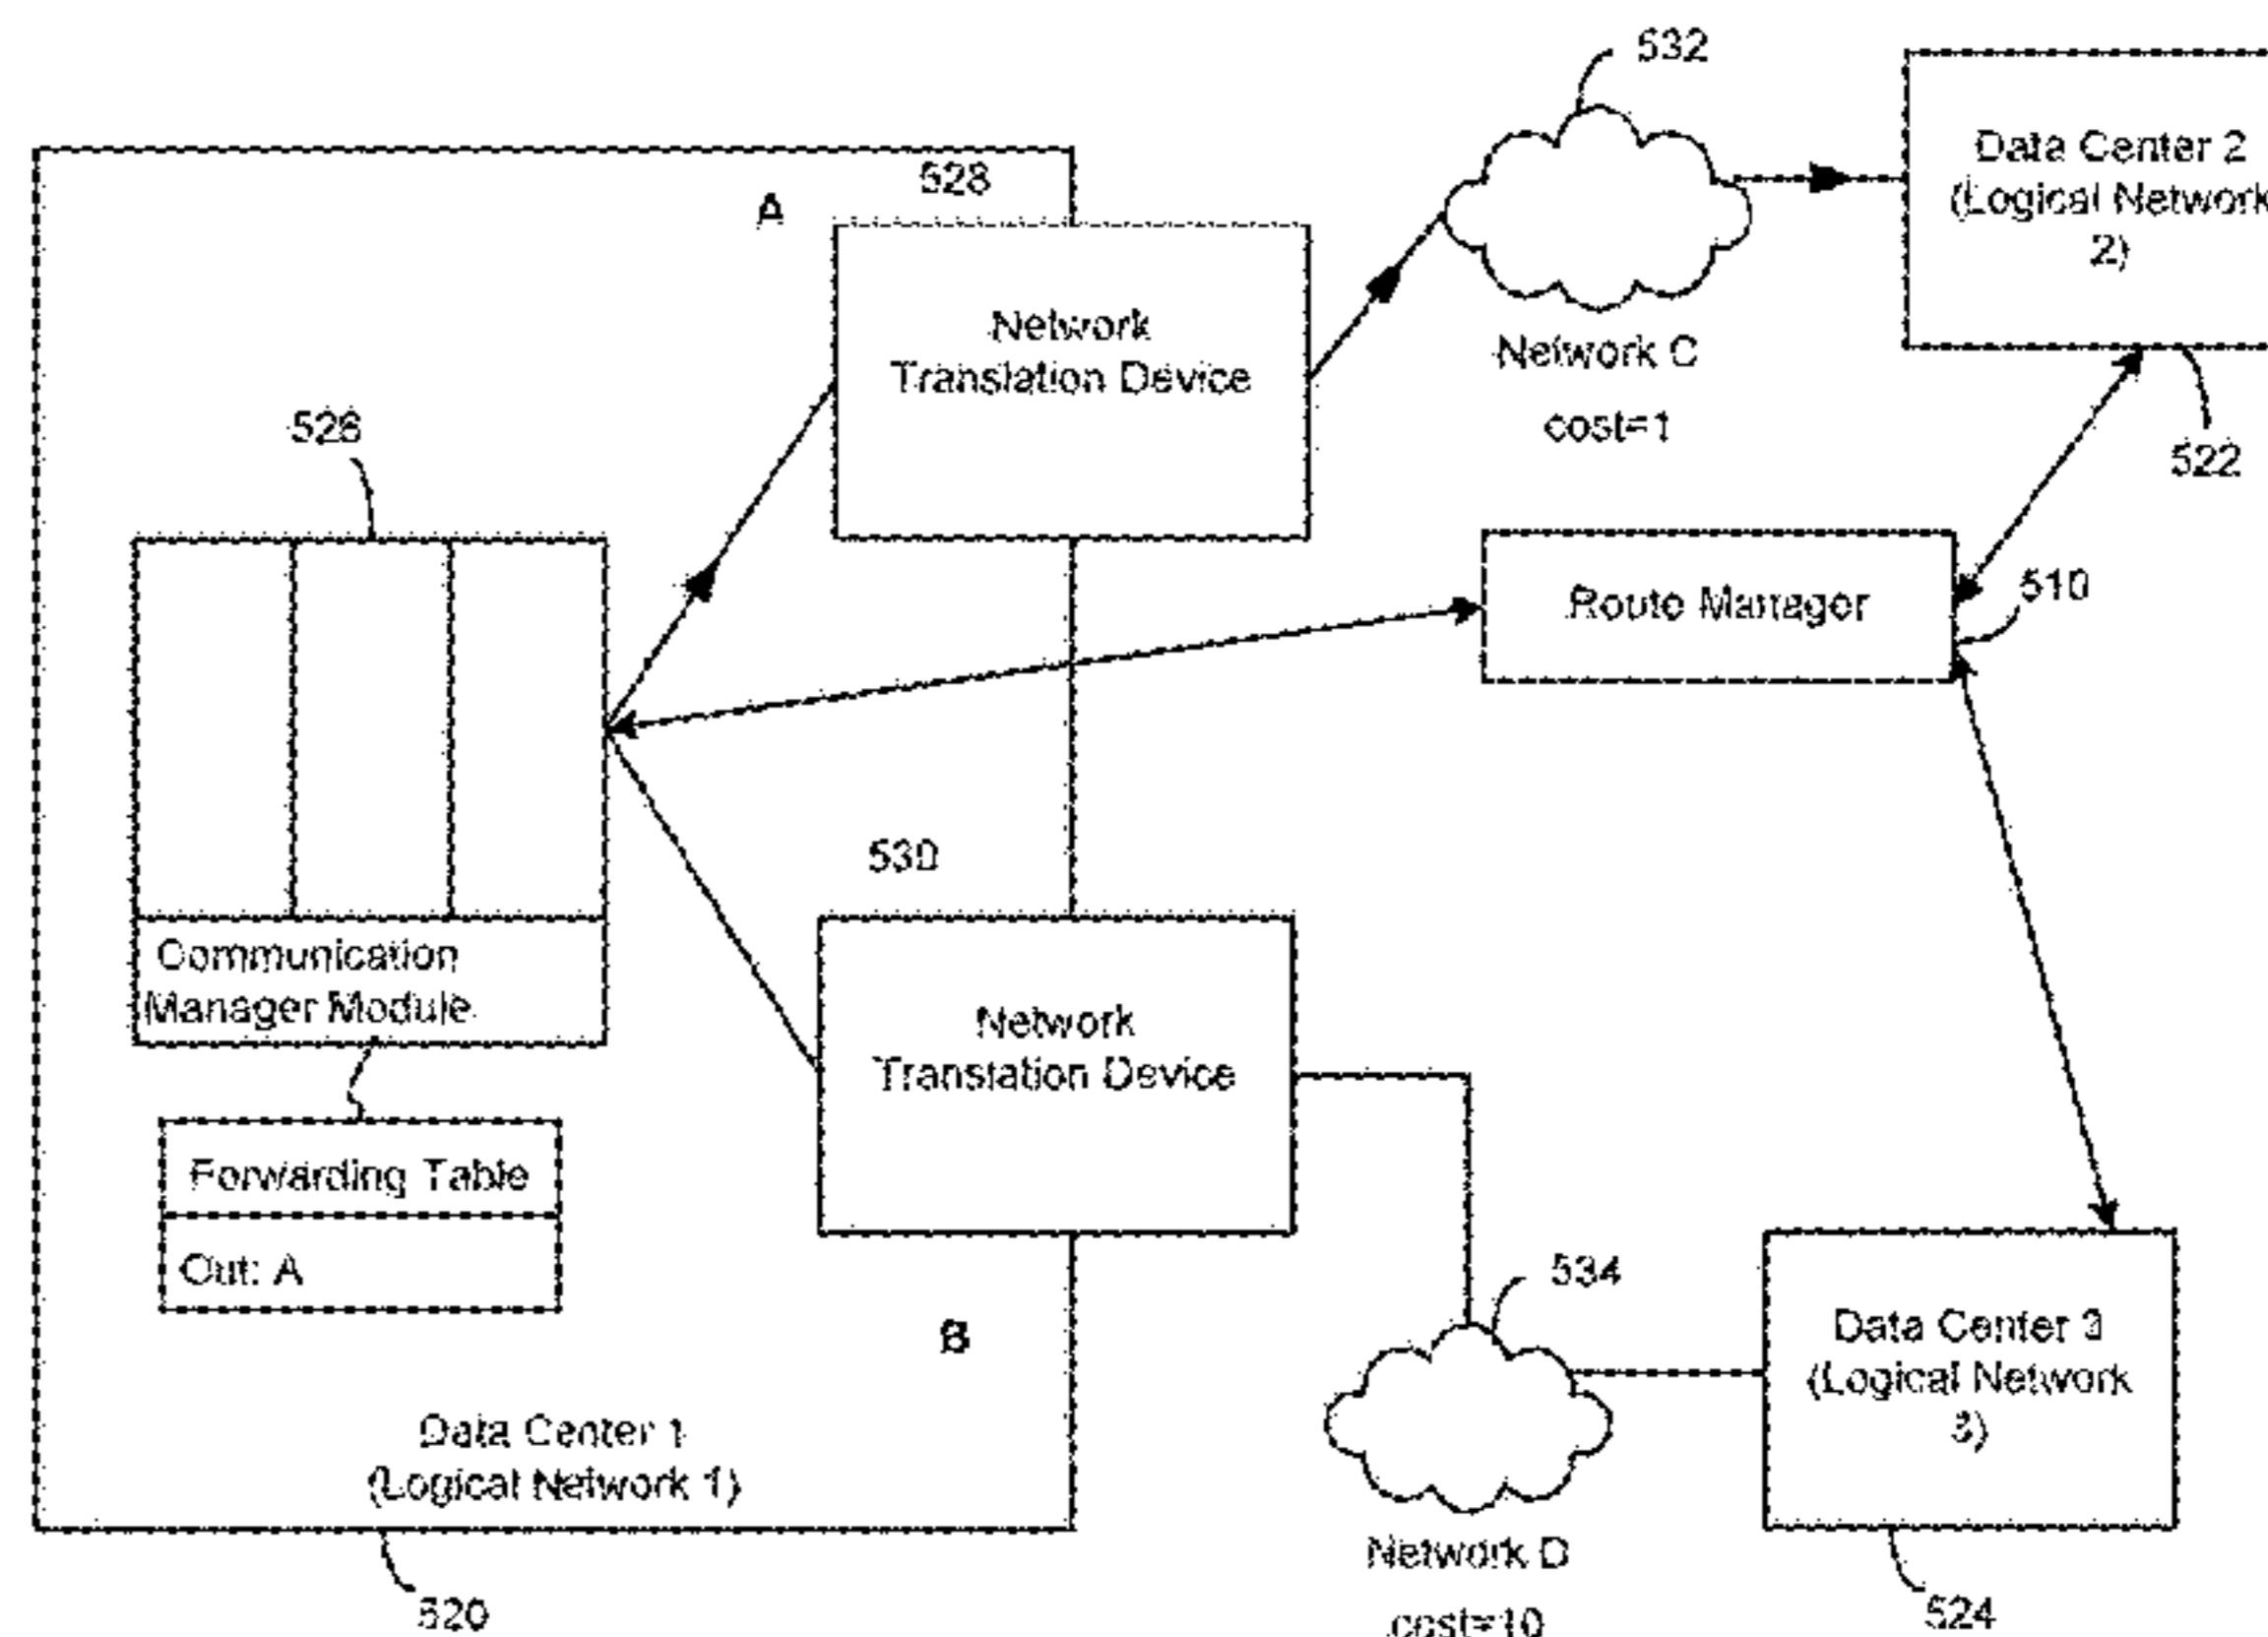 532
Data Center 2
(Logical Network
2)
528
A
Network
Translation Device
Network C
cost=1
522
526
Route Manager
510
530
Communication
Manager Module
Network
Translation Device
Forwarding Table
Out: A
534
B
Data Center 3
(Logical Network
3)
Data Center 1
(Logical Network 1)
Network D
cost=10
520
524